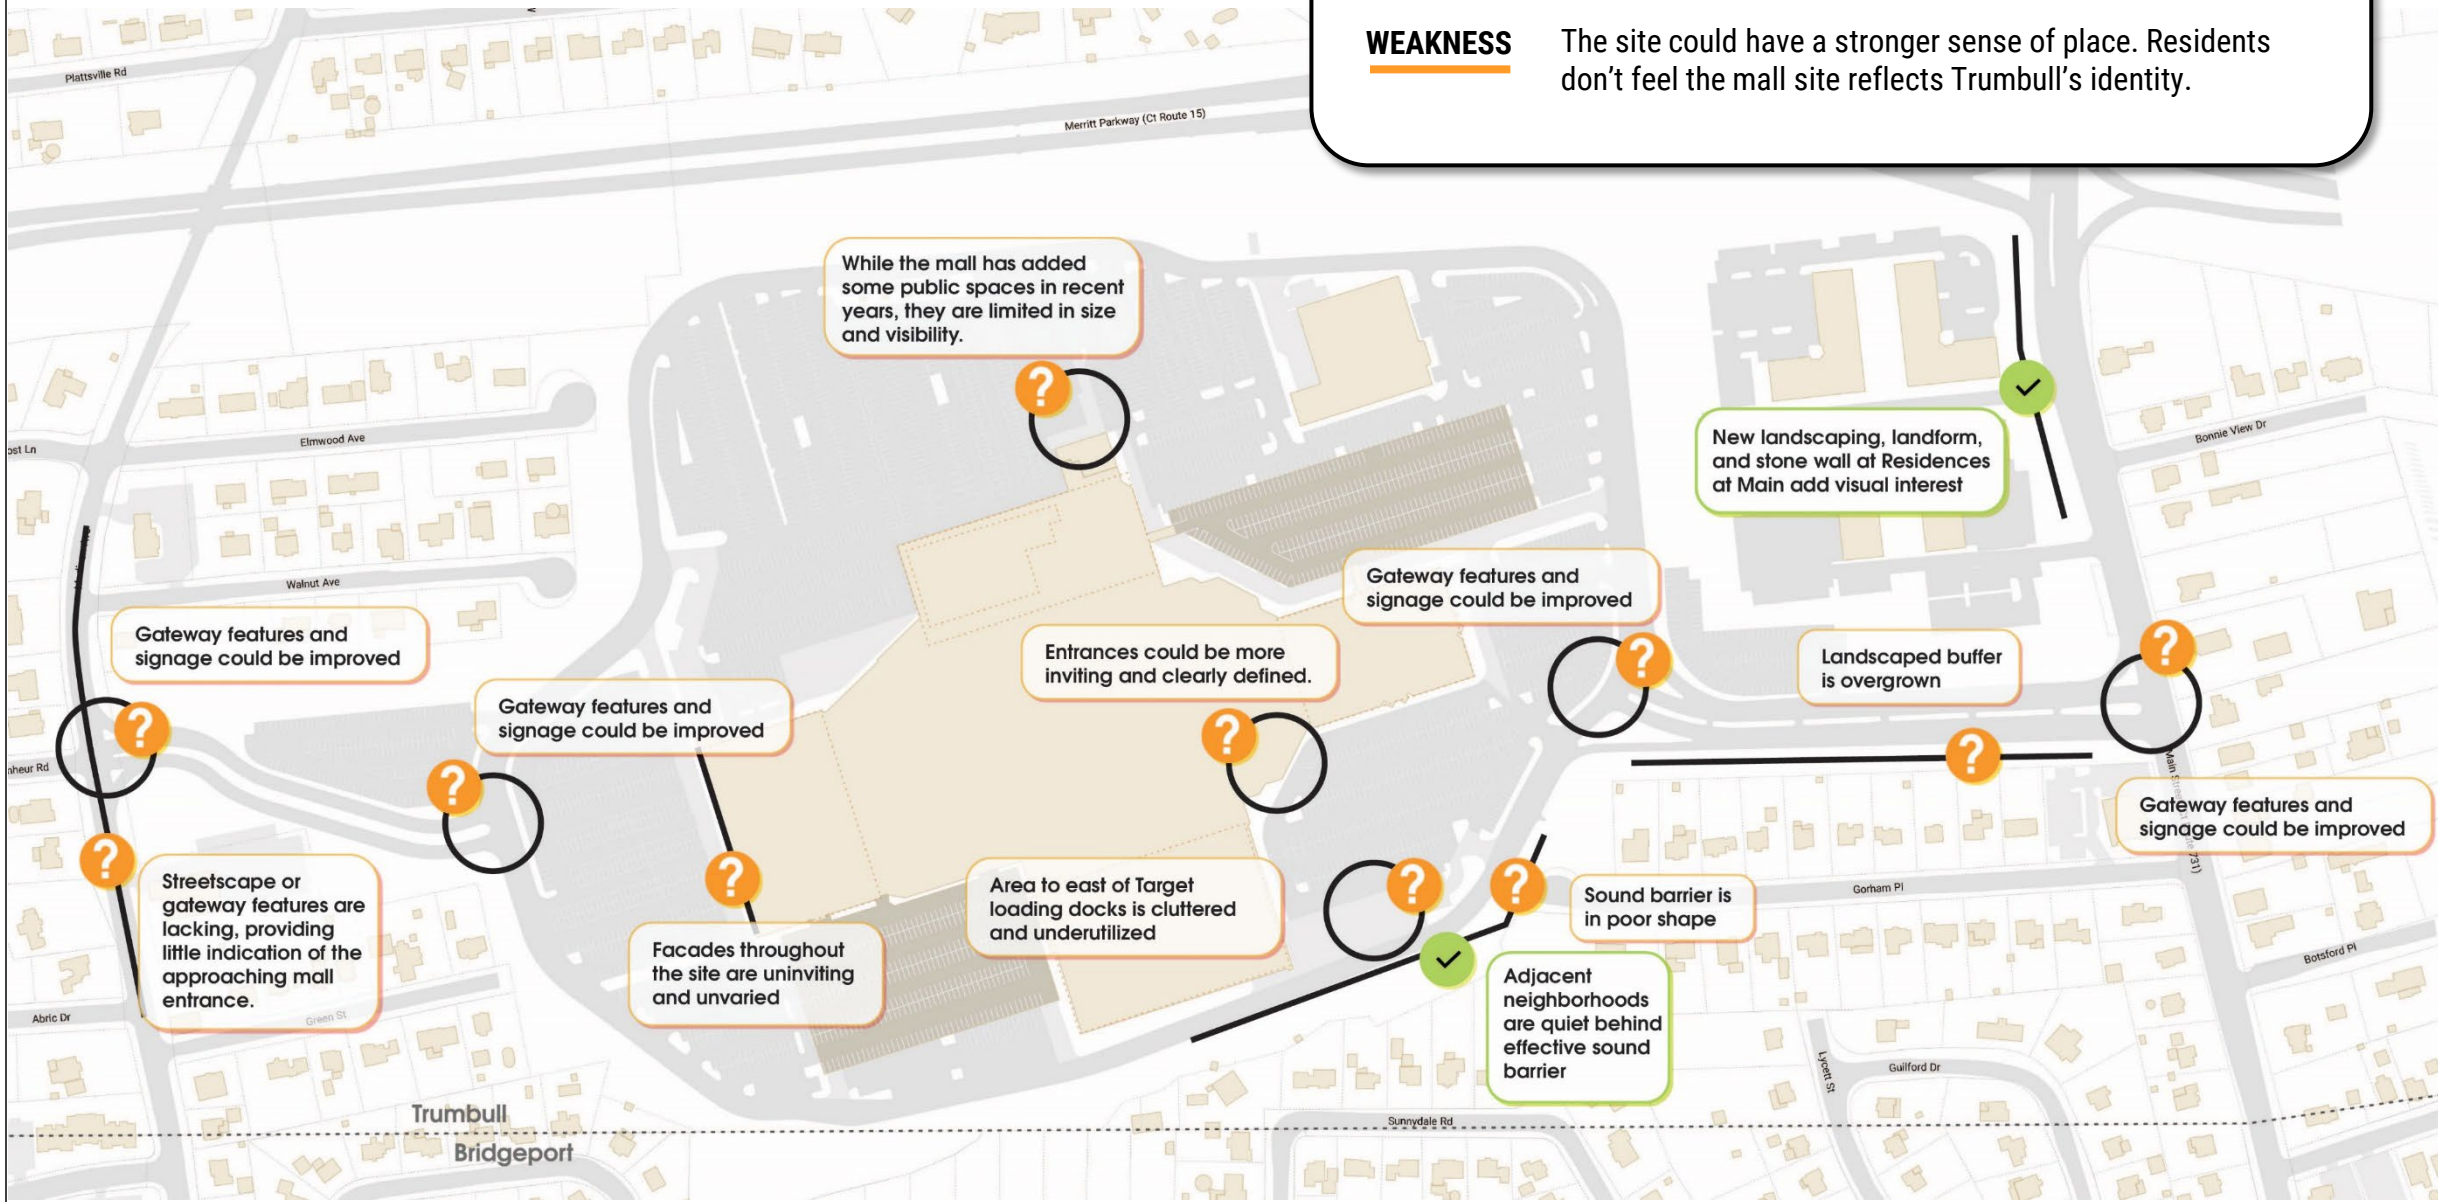 WEAKNESS
The site could have a stronger sense of place. Residents
don't feel the mall site reflects Trumbull's identity.
Plattsville Rd
Merritt Parkway (Ct Route 15)
While the mall has added
some public spaces in recent
years, they are limited in size
and visibility.
Elmwood Ave
ost Ln
Bonnie View Dr
New landscaping, landform,
and stone wall at Residences
at Main add visual interest
Walnut Ave
Gateway features and
signage could be improved
Gateway features and
signage could be improved
Entrances could be more
inviting and clearly defined.
Landscaped buffer
is overgrown
Gateway features and
signage could be improved
nheur Rd
Gateway features and
signage could be improved
Streetscape or
gateway features are
lacking, providing
little indication of the
approaching mall
entrance.
Area to east of Target
loading docks is cluttered
and underutilized
Sound barrier is
in poor shape
Gorham Pl
Facades throughout
the site are uninviting
and unvaried
Botsford Pl
Adjacent
neighborhoods
are quiet behind
effective sound
barrier
Abric Dr
Green St
Lycett St
Guilford Dr
Trumbull
Sunnydale Rd
Bridgeport